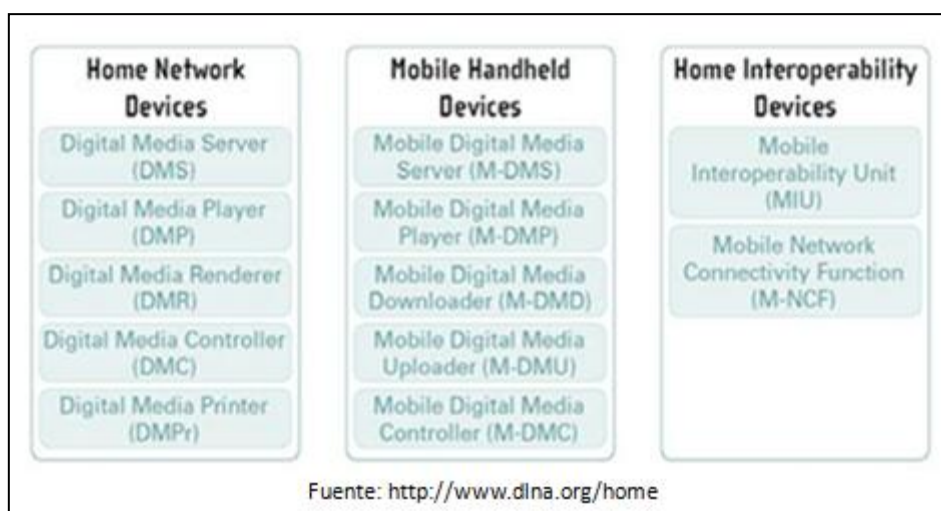 Home Network
Devices
Digital Media Server
(DMS)
Digital Media Player
(DMP)
Digital Media Renderer
(DMR)
Digital Media Controller
(DMC)
Digital Media Printer
(DMPr)
Mobile Handheld
Devices
Mobile Digital Media
Server (M-DMS)
Mobile Digital Media
Player (M-DMP)
Mobile Digital Media
Downloader (M-DMD)
Mobile Digital Media
Uploader (M-DMU)
Mobile Digital Media
Controller (M-DMC)
Home Interoperability
Devices
Mobile
Interoperability Unit
(MIU)
Mobile Network
Connectivity Function
(M-NCF)
Fuente: http://www.dlna.org/home